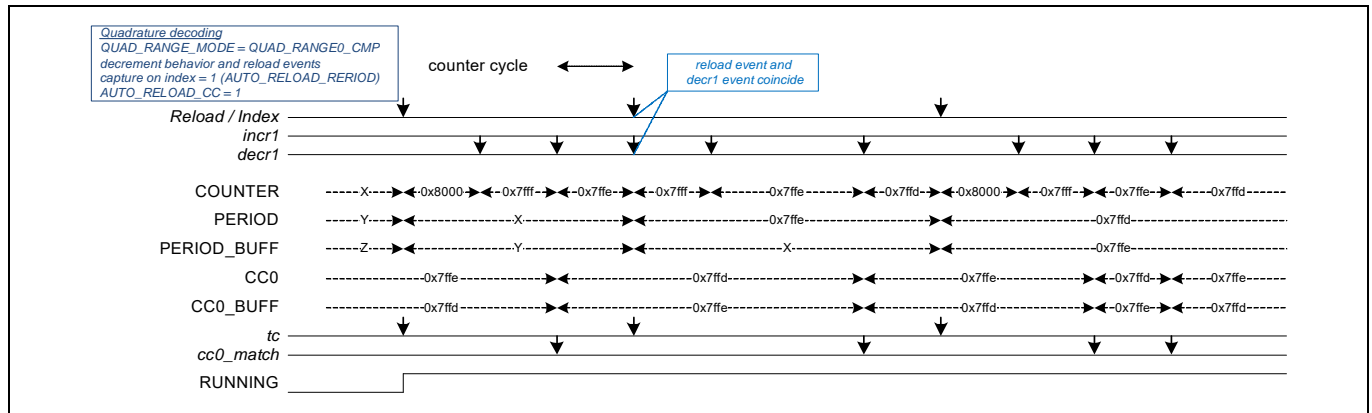 Quadrature decoding
QUAD_RANGE_MODE = QUAD_RANGE0_CMP
decrement behavior and reload events
capture on index = 1 (AUTO_RELOAD_RERIOD)
AUTO_RELOAD_CC = 1
counter cycle
reload event and
decr1 event coincide
Reload / Index
incr1
decr1
COUNTER X 0x8000 0x7fff 0x7ffe 0x7fff 0x7ffe 0x7ffd 0x8000 0x7fff 0x7ffe 0x7ffd
PERIOD Y X 0x7ffe 0x7ffd
PERIOD_BUFF Z Y X 0x7ffe
CC0 0x7ffe 0x7ffd 0x7ffe 0x7ffd 0x7ffe
CC0_BUFF 0x7ffd 0x7ffe 0x7ffd 0x7ffe 0x7ffd
tc
cc0_match
RUNNING